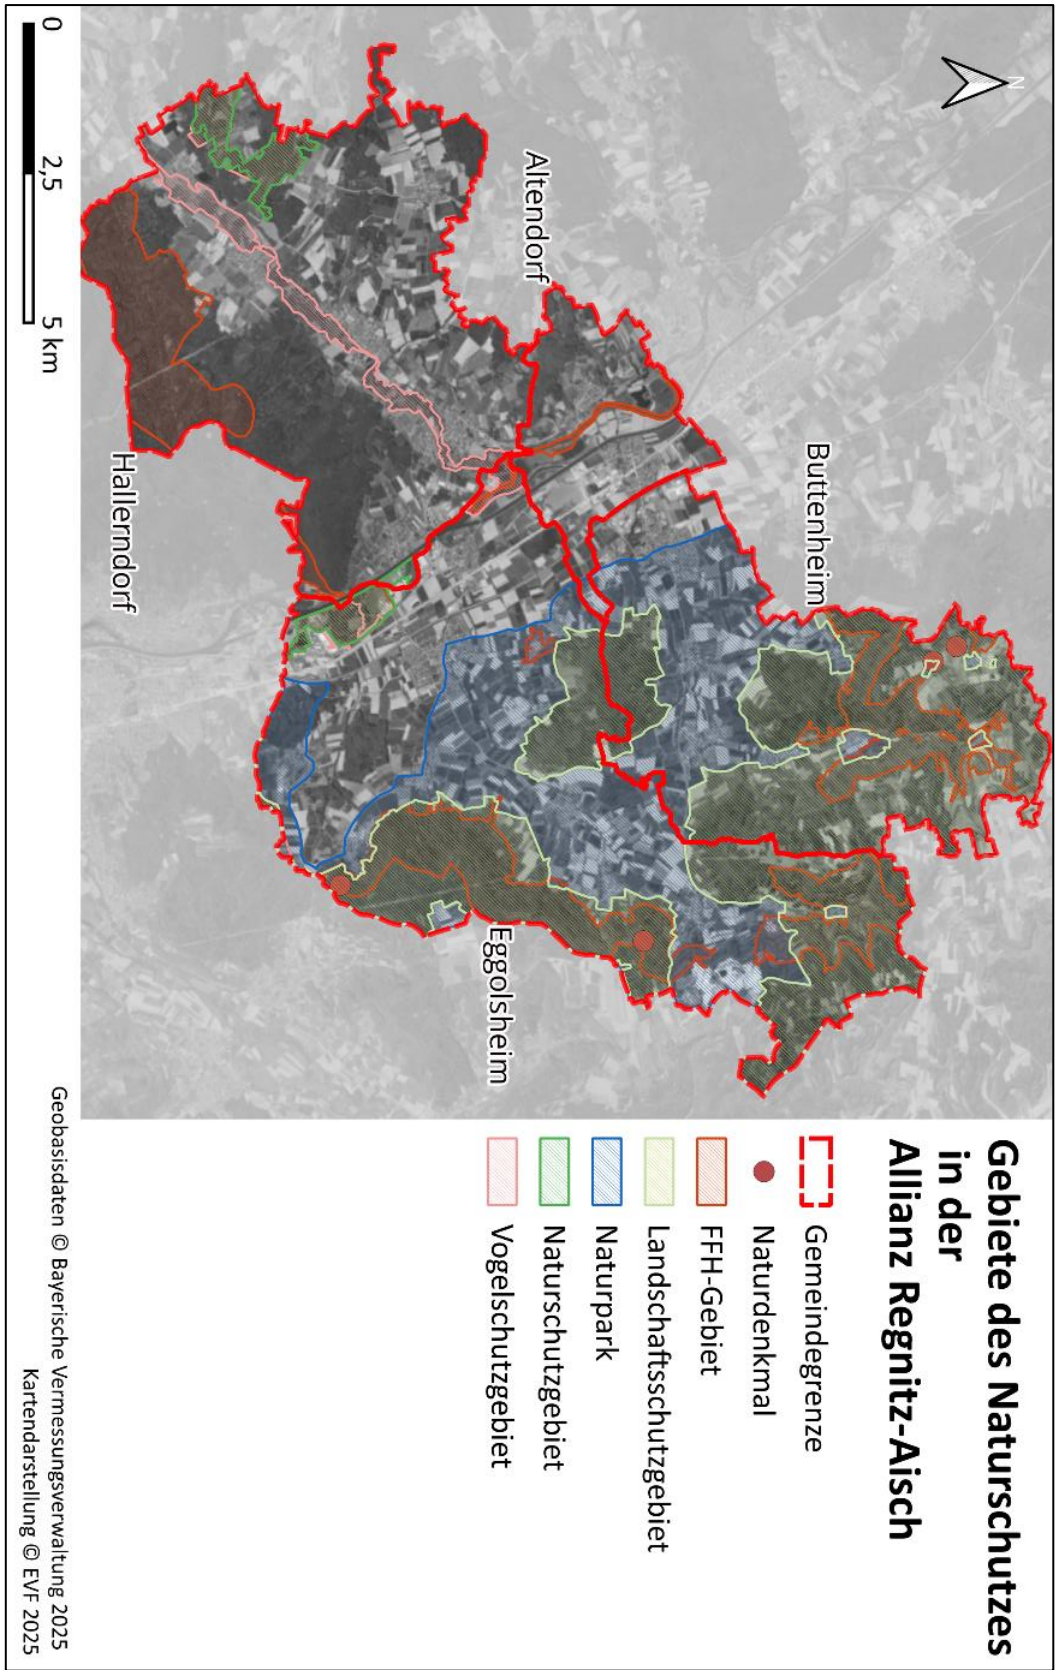 Gebiete des Naturschutzes
in der
Allianz Regnitz-Aisch
Gemeindegrenze
Naturdenkmal
FFH-Gebiet
Landschaftsschutzgebiet
Naturpark
Naturschutzgebiet
Vogelschutzgebiet
N
Buttenheim
Altendorf
Eggolsheim
Hallerndorf
0 2,5 5 km
Geobasisdaten © Bayerische Vermessungsverwaltung 2025
Kartendarstellung © EVF 2025